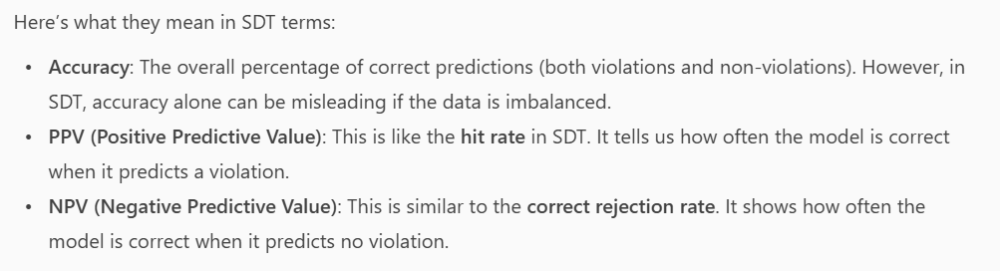 Here's what they mean in SDT terms:
• Accuracy: The overall percentage of correct predictions (both violations and non-violations). However, in
SDT, accuracy alone can be misleading if the data is imbalanced.
• PPV (Positive Predictive Value): This is like the hit rate in SDT. It tells us how often the model is correct
when it predicts a violation.
• NPV (Negative Predictive Value): This is similar to the correct rejection rate. It shows how often the
model is correct when it predicts no violation.